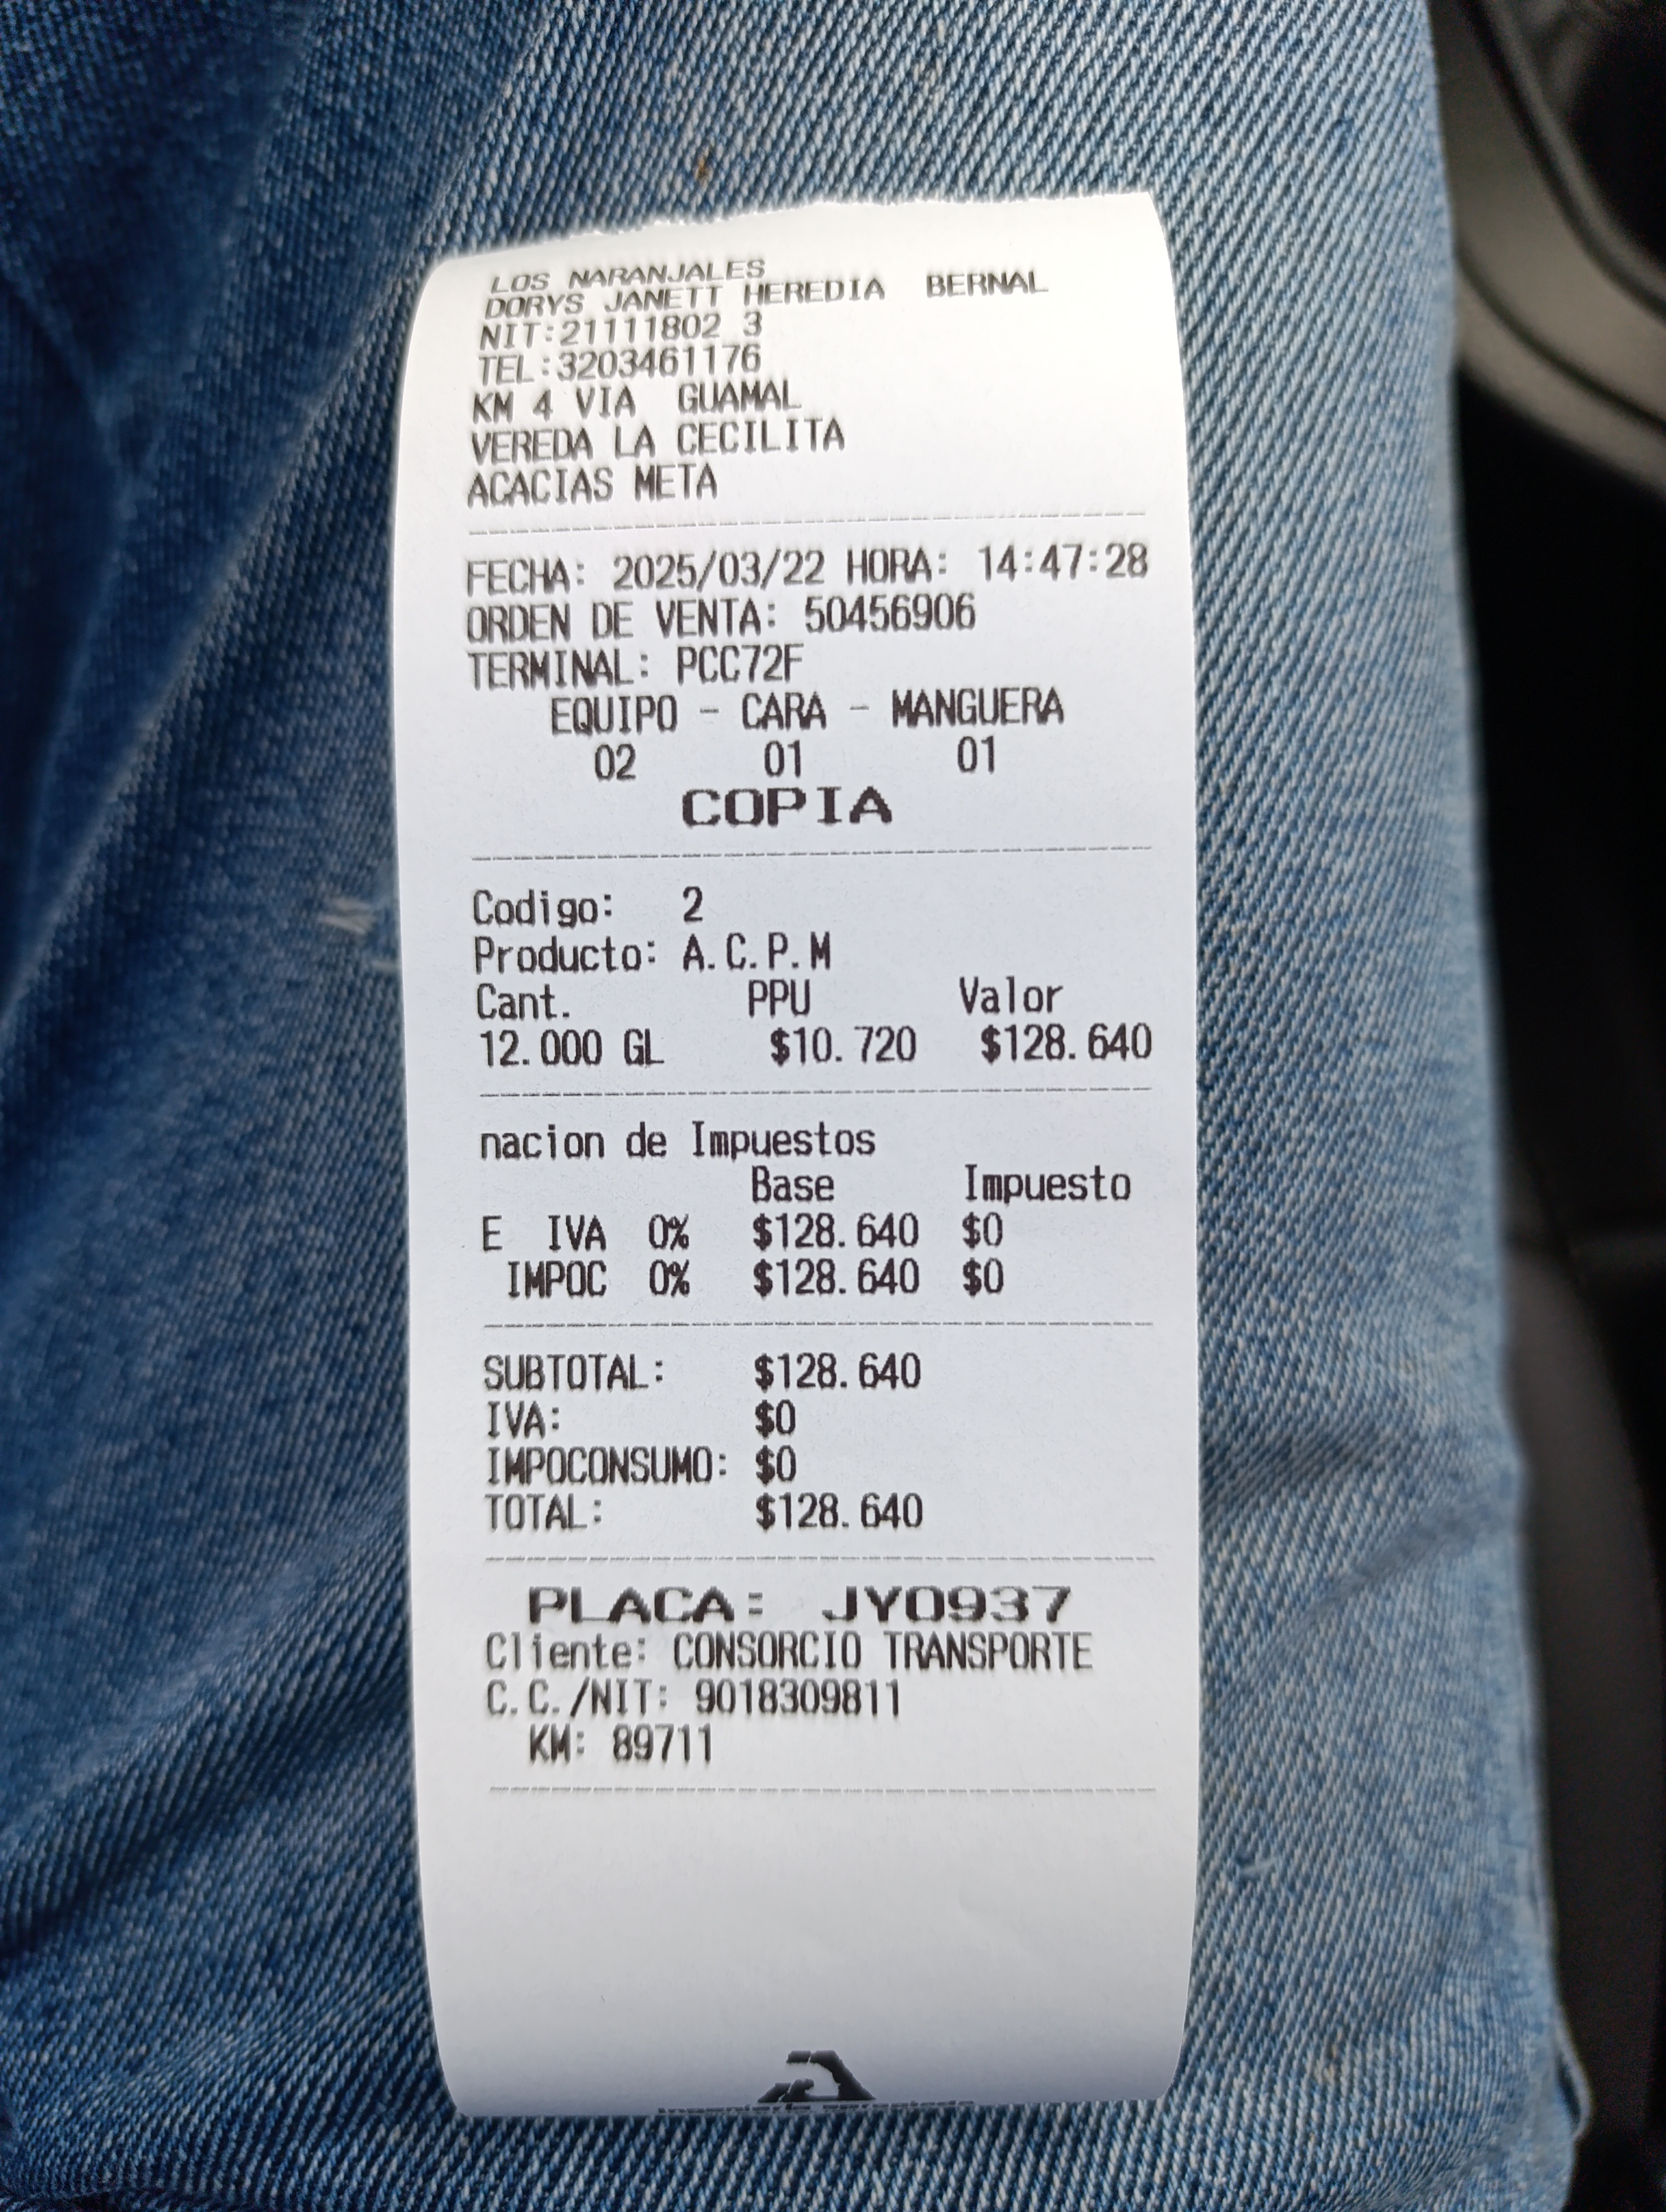 LOS NARANJALES
DORYS JANETT HEREDIA BERNAL
NIT:21111802 3
TEL:3203461176
KM 4 VIA GUAMAL
VEREDA LA CECILITA
ACACIAS META
FECHA: 2025/03/22 HORA: 14:47:28
ORDEN DE VENTA: 50456906
TERMINAL: PCC72F
EQUIPO - CARA - MANGUERA
02 01 01
COPIA
Codigo: 2
Producto: A.C.P.M
Cant. PPU Valor
12.000 GL $10.720 $128.640
nacion de Impuestos
Base Impuesto
E IVA 0% $128.640 $0
IMPOC 0% $128.640 $0
SUBTOTAL: $128.640
IVA: $0
IMPOCONSUMO: $0
TOTAL: $128.640
PLACA: JYO937
Cliente: CONSORCIO TRANSPORTE
C.C./NIT: 9018309811
KM: 89711